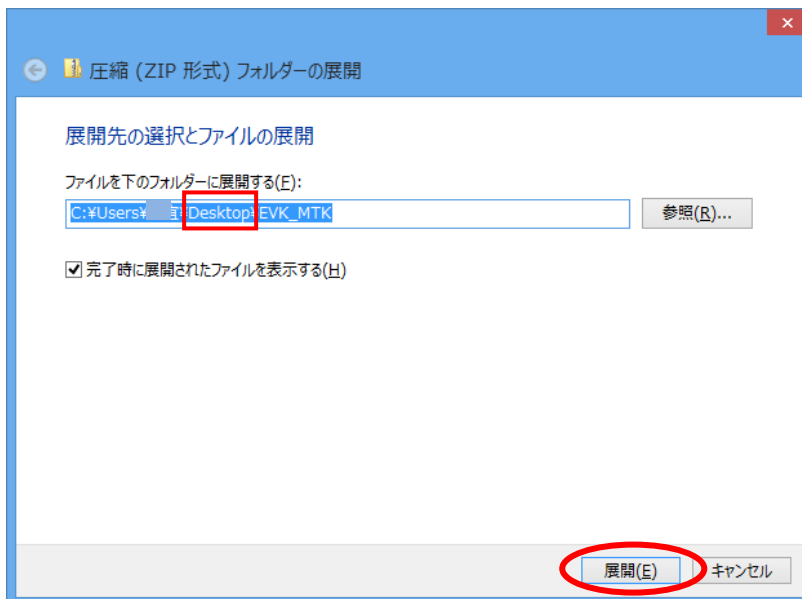 圧縮 (ZIP 形式) フォルダーの展開
展開先の選択とファイルの展開
ファイルを下のフォルダーに展開する(F):
C:¥Users¥ 直¥Desktop¥EVK_MTK
参照(R)...
完了時に展開されたファイルを表示する(H)
展開(E)
キャンセル